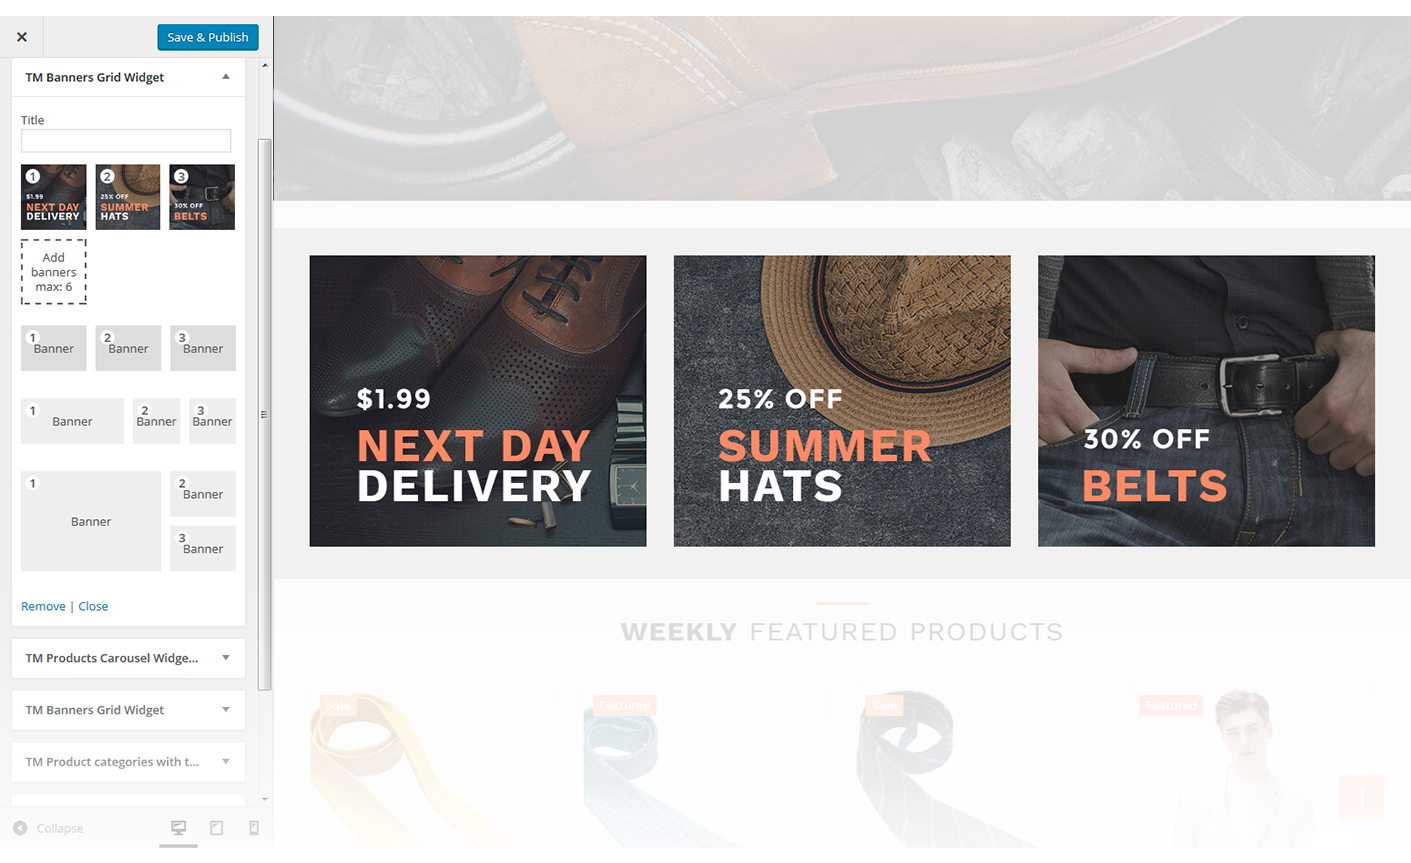 Save & Publish
TM Banners Grid Widget
Title
1
$1.99
NEXT DAY
DELIVERY
2
25% OFF
SUMMER
HATS
3
30% OFF
BELTS
Add
banners
max: 6
1
Banner
2
Banner
3
Banner
1
Banner
2
Banner
3
Banner
1
Banner
2
Banner
3
Banner
Remove | Close
TM Products Carousel Widge...
TM Banners Grid Widget
TM Product categories with t...
Collapse
$1.99
NEXT DAY
DELIVERY
25% OFF
SUMMER
HATS
30% OFF
BELTS
WEEKLY FEATURED PRODUCTS
Sale
Featured
Sale
Featured